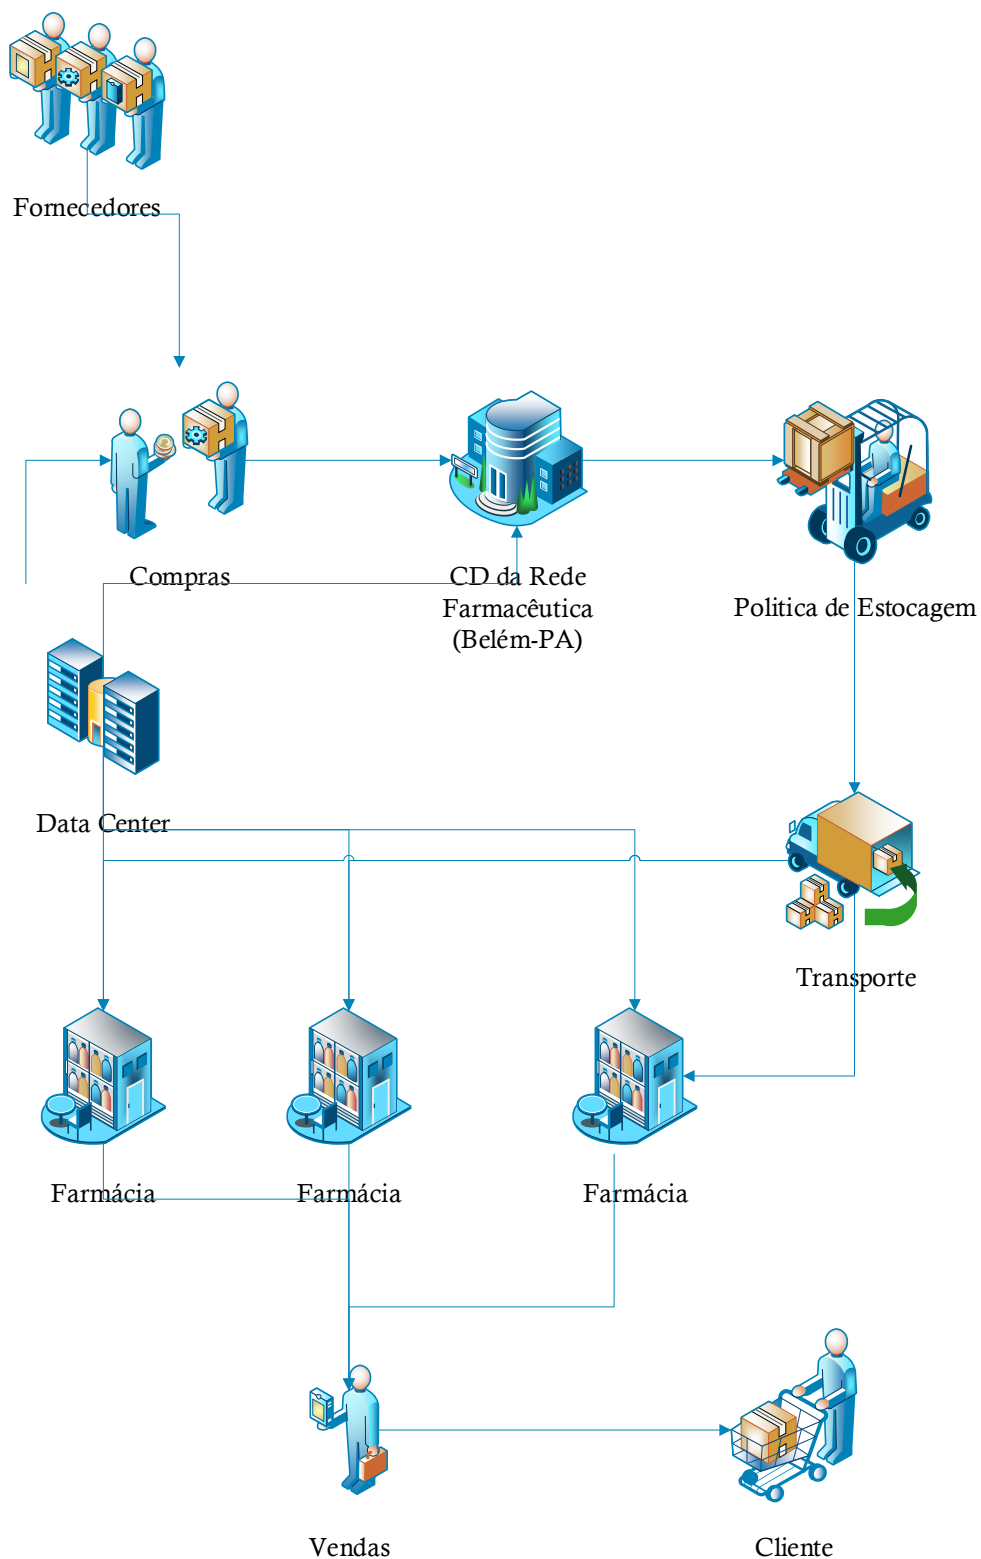 Fornecedores
Compras
CD da Rede
Farmacêutica
(Belém-PA)
Politica de Estocagem
Data Center
Transporte
Farmácia
Farmácia
Farmácia
Vendas
Cliente